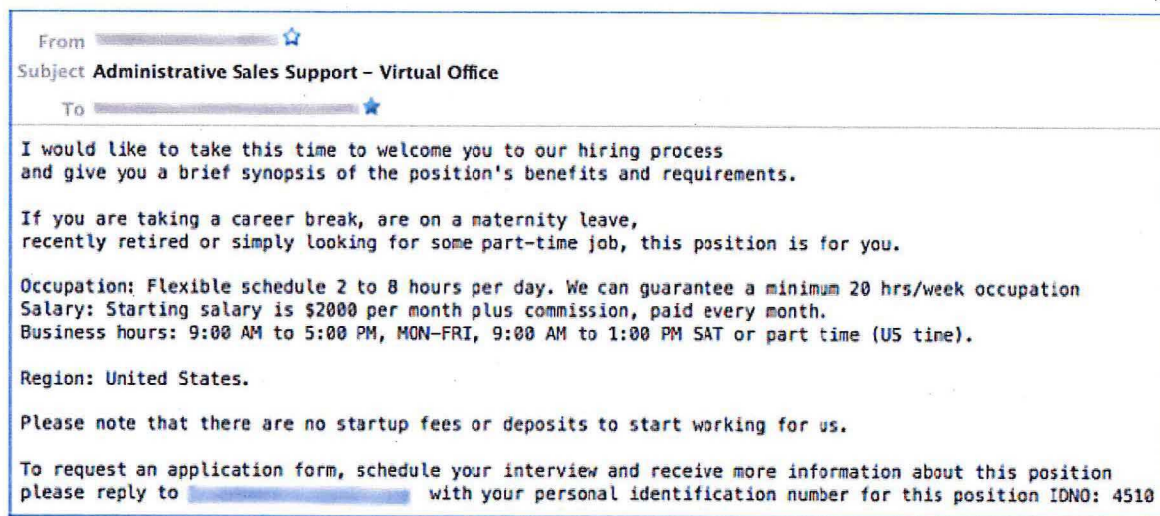 From
Subject Administrative Sales Support – Virtual Office
To
I would like to take this time to welcome you to our hiring process
and give you a brief synopsis of the position's benefits and requirements.
If you are taking a career break, are on a maternity leave,
recently retired or simply looking for some part-time job, this position is for you.
Occupation: Flexible schedule 2 to 8 hours per day. We can guarantee a minimum 20 hrs/week occupation
Salary: Starting salary is $2000 per month plus commission, paid every month.
Business hours: 9:00 AM to 5:00 PM, MON-FRI, 9:00 AM to 1:00 PM SAT or part time (US time).
Region: United States.
Please note that there are no startup fees or deposits to start working for us.
To request an application form, schedule your interview and receive more information about this position
please reply to with your personal identification number for this position IDNO: 4510